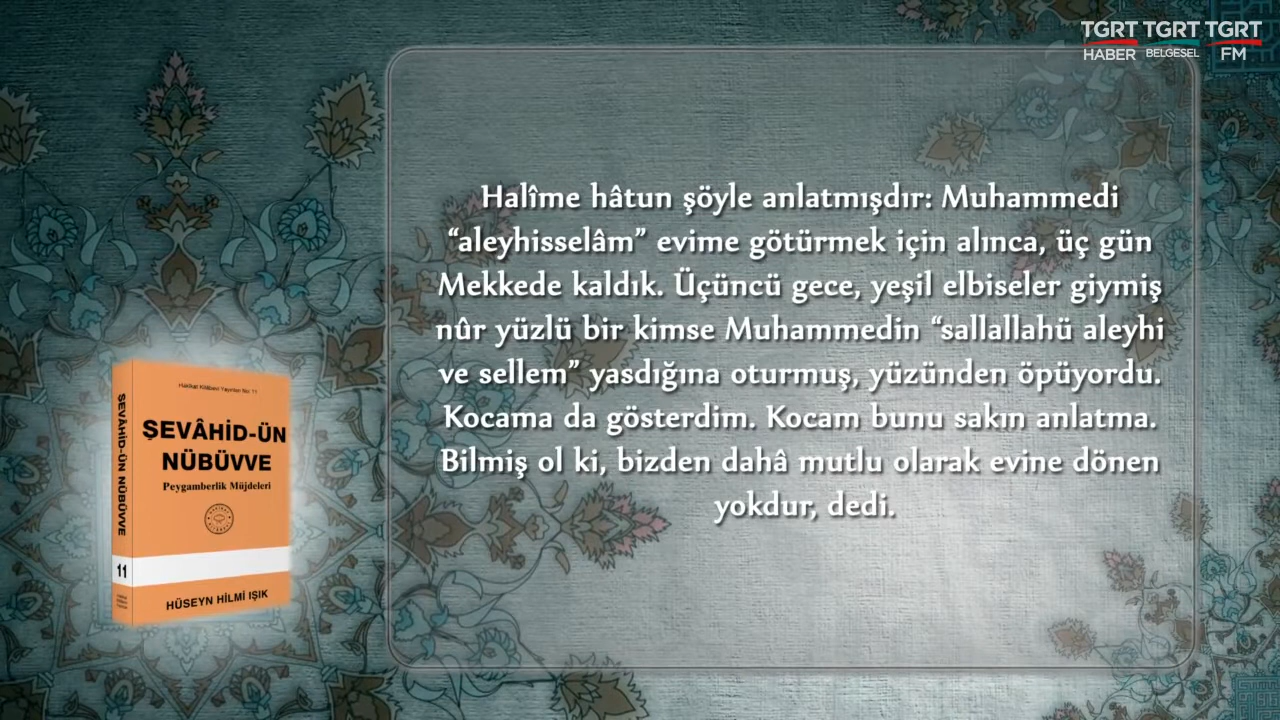 TGRT TGRT TGRT
HABER BELGESEL FM
Halîme hâtun şöyle anlatmışdır: Muhammedi
“aleyhisselâm” evime götürmek için alınca, üç gün
Mekkede kaldık. Üçüncü gece, yeşil elbiseler giymiş
nûr yüzlü bir kimse Muhammedin “sallallahü aleyhi
ve sellem” yasdığına oturmuş, yüzünden öpüyordu.
Kocama da gösterdim. Kocam bunu sakın anlatma.
Bilmiş ol ki, bizden dahâ mutlu olarak evine dönen
yokdur, dedi.
Hakîkat Kitâbevi Yayınları No: 11
ŞEVÂHİD-ÜN
NÜBÜVVE
Peygamberlik Müjdeleri
HÜSEYN HİLMİ IŞIK
ŞEVÂHİD-ÜN NÜBÜVVE
11